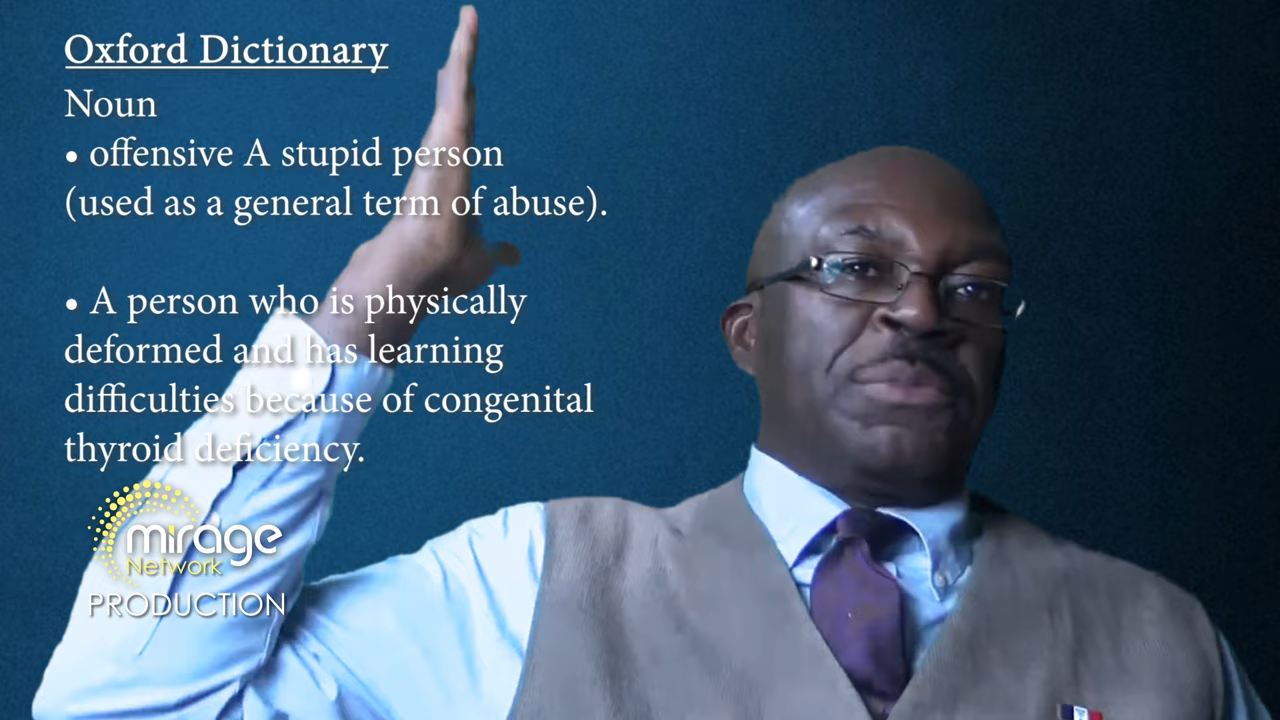 Oxford Dictionary
Noun
• offensive A stupid person
(used as a general term of abuse).
• A person who is physically
deformed and has learning
difficulties because of congenital
thyroid deficiency.
mirage
Network
PRODUCTION